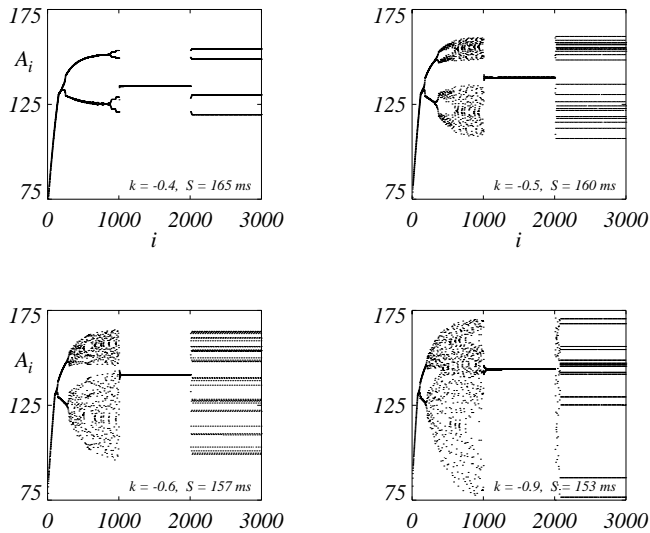 175
A_i
125
75
k = -0.4, S = 165 ms
0 1000 2000 3000
i
175
125
75
k = -0.5, S = 160 ms
0 1000 2000 3000
i
175
A_i
125
75
k = -0.6, S = 157 ms
0 1000 2000 3000
175
125
75
k = -0.9, S = 153 ms
0 1000 2000 3000